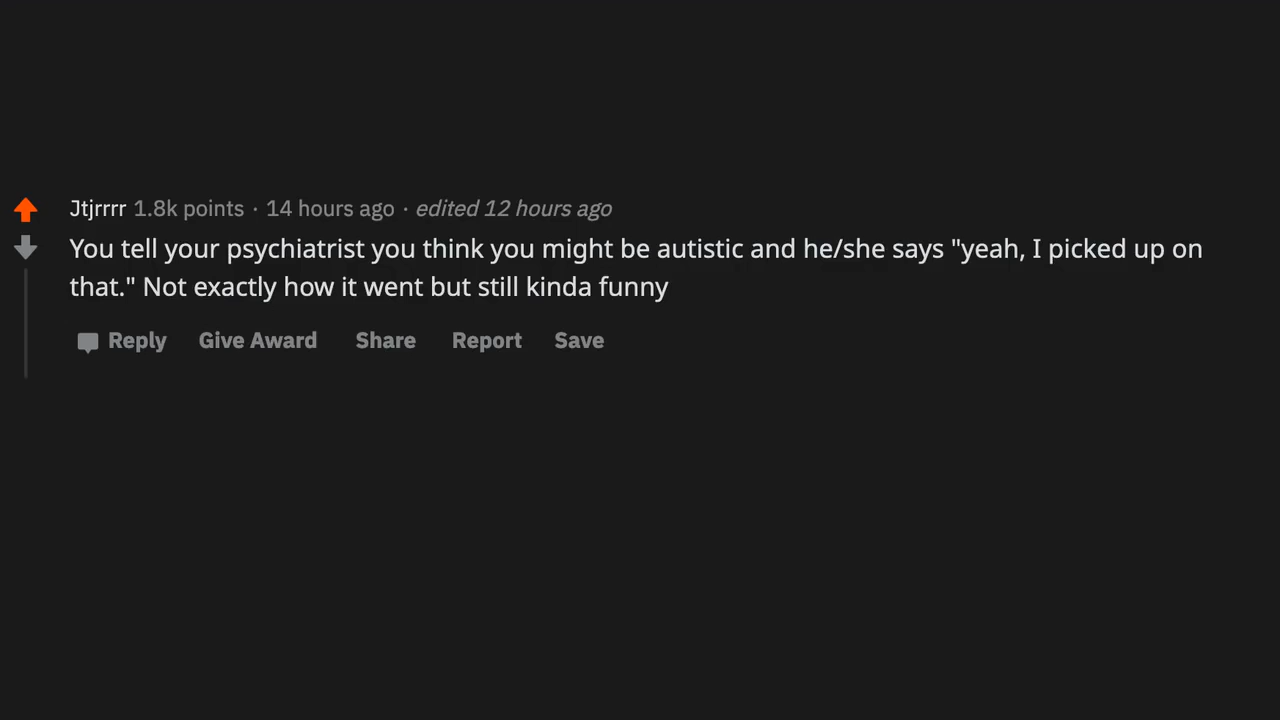 Jtjrrrr 1.8k points · 14 hours ago · edited 12 hours ago
You tell your psychiatrist you think you might be autistic and he/she says "yeah, I picked up on
that." Not exactly how it went but still kinda funny
Reply Give Award Share Report Save